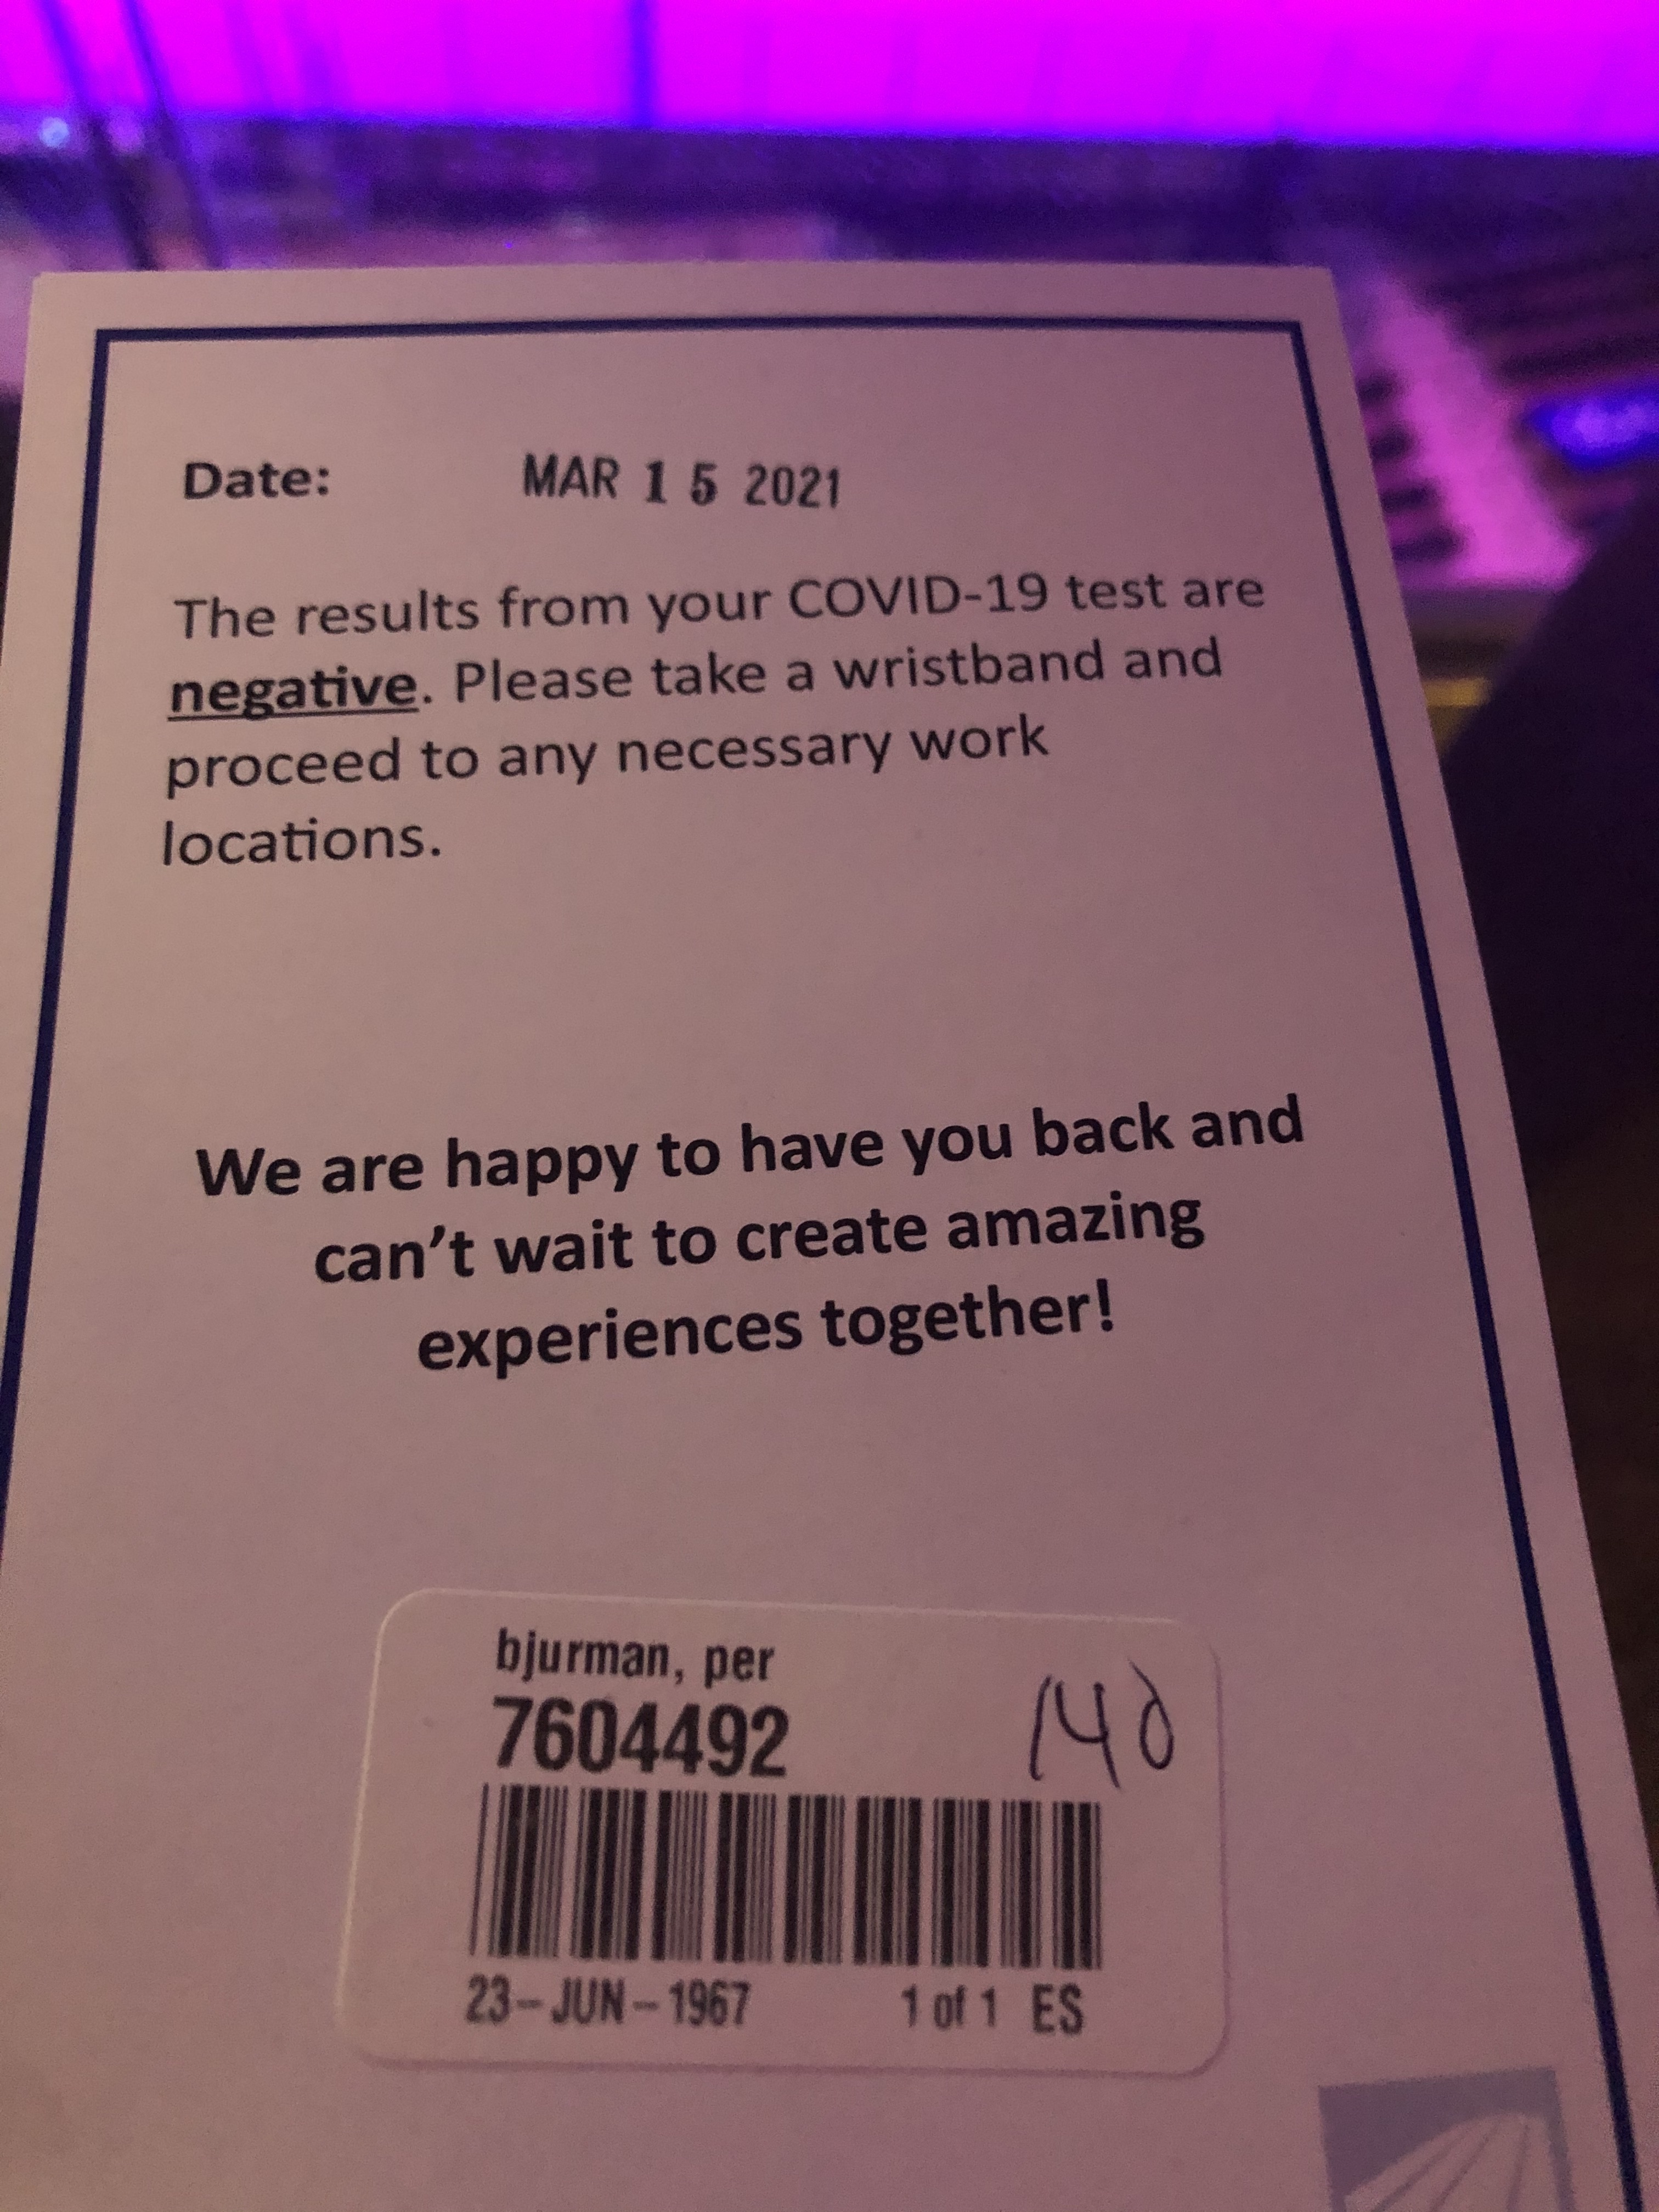 Date: MAR 15 2021
The results from your COVID-19 test are
negative. Please take a wristband and
proceed to any necessary work
locations.
We are happy to have you back and
can't wait to create amazing
experiences together!
bjurman, per
7604492
140
23-JUN-1967 1 of 1 ES